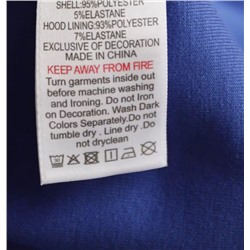 SHELL:95%POLYESTER
5%ELASTANE
HOOD LINING:93%POLYESTER
7%ELASTANE
EXCLUSIVE OF DECORATION
MADE IN CHINA
KEEP AWAY FROM FIRE
Turn garments inside out
before machine washing
and Ironing. Do not Iron
on Decoration. Wash Dark
Colors Separately.Do not
tumble dry . Line dry .Do
not dryclean